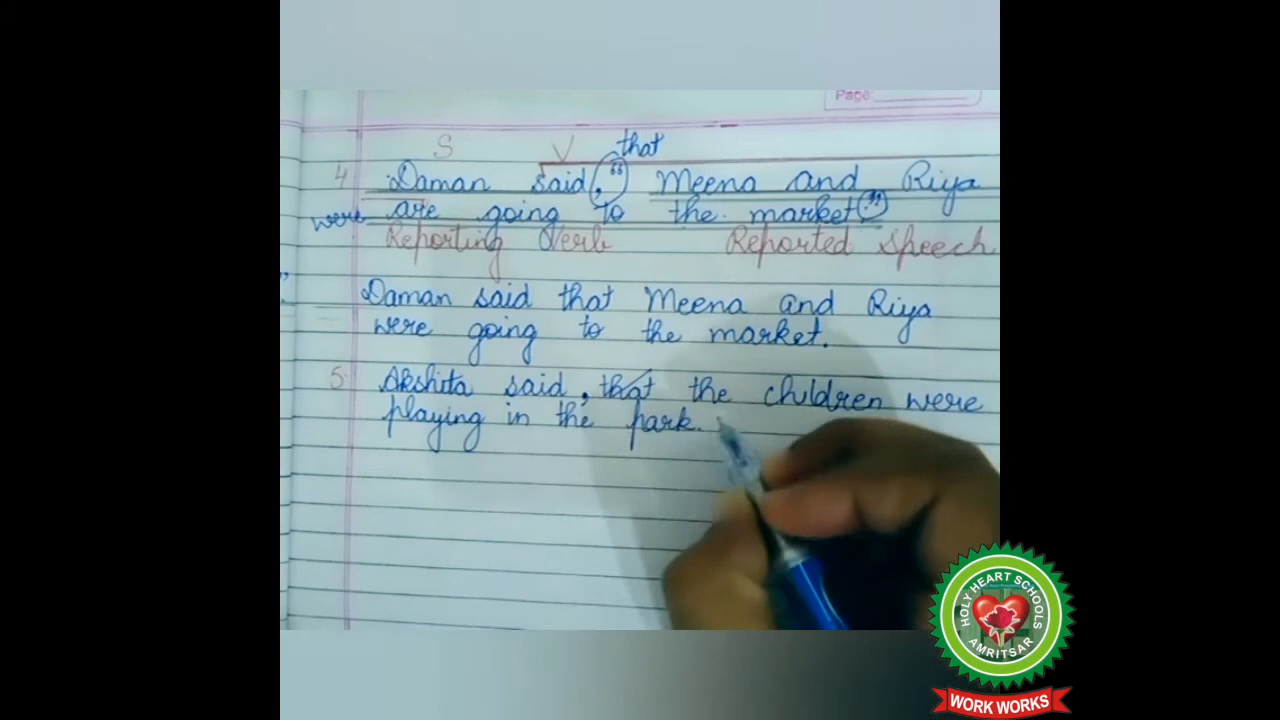 Page:
S V that
4 Daman said, " Meena and Riya
were are going to the market."
Reporting Verb Reported Speech
Daman said that Meena and Riya
were going to the market.
5. Akshita said, that the children were
playing in the park.
HOLY HEART SCHOOLS
AMRITSAR
WORK WORKS